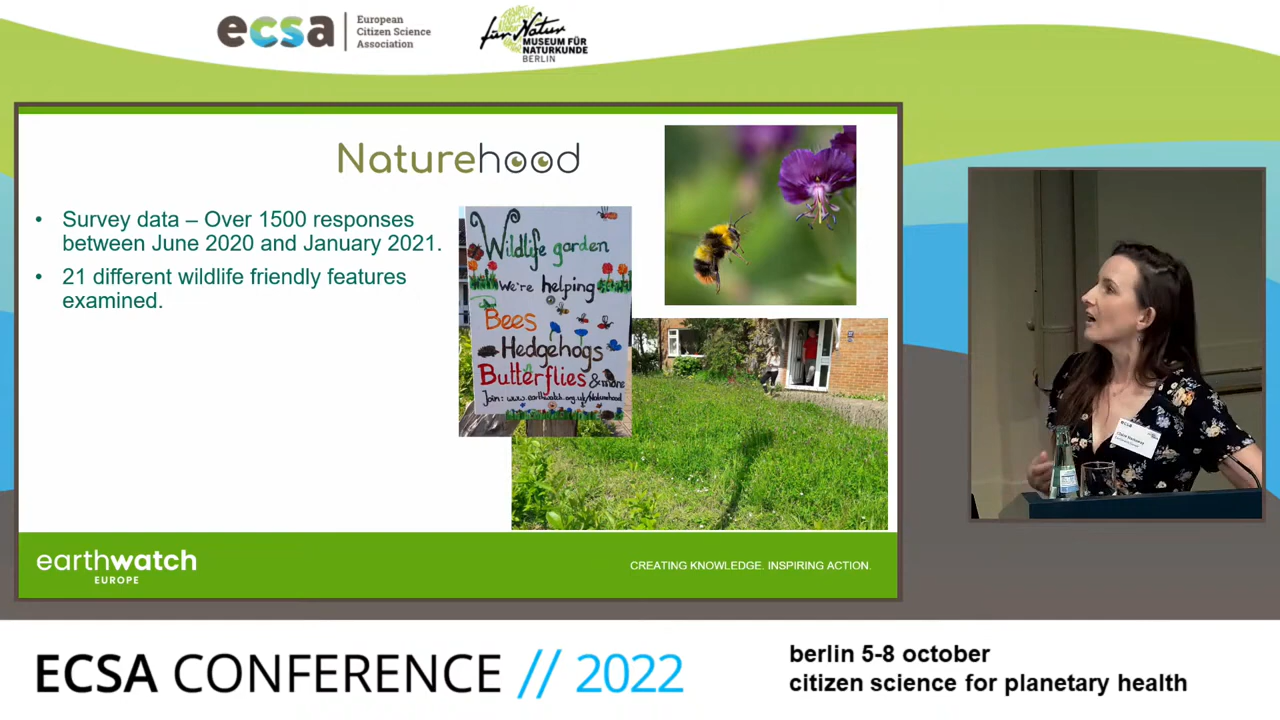 ecsa
European
Citizen Science
Association
für Natur
MUSEUM FÜR
NATURKUNDE
BERLIN
Naturehood
• Survey data – Over 1500 responses
between June 2020 and January 2021.
• 21 different wildlife friendly features
examined.
Wildlife garden
We're helping
Bees
Hedgehogs
Butterflies & more
Join: www.earthwatch.org.uk/Naturehood
earthwatch
EUROPE
CREATING KNOWLEDGE. INSPIRING ACTION.
ecsa
ECSA CONFERENCE // 2022
berlin 5-8 october
citizen science for planetary health